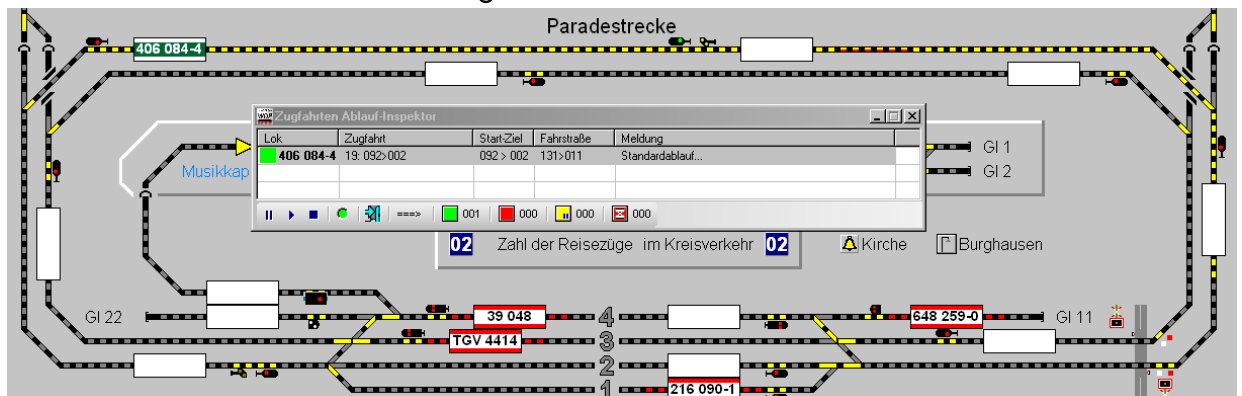 Paradestrecke
406 084-4
WDP Zugfahrten Ablauf-Inspektor
Lok Zugfahrt Start-Ziel Fahrstraße Meldung
406 084-4 19: 092>002 092 > 002 131>011 Standardablauf...
===> 001 000 000 000
Musikkap
Gl 1
Gl 2
02 Zahl der Reisezüge im Kreisverkehr 02 Kirche Burghausen
Gl 22 39 048 4 648 259-0 Gl 11
TGV 4414 3
2
1 216 090-1